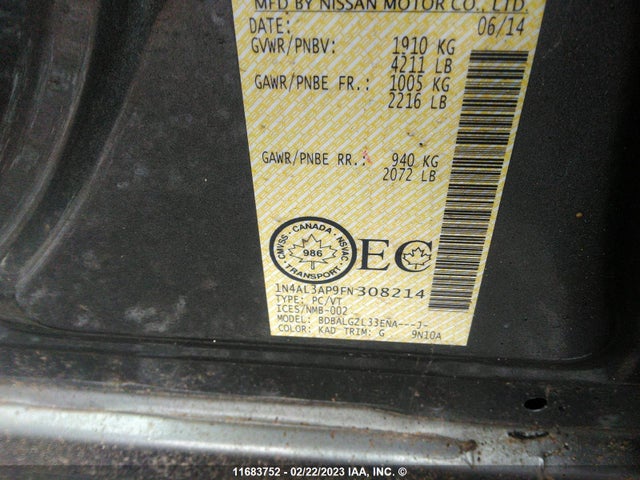 MFD BY NISSAN MOTOR CO., LTD.
DATE: 06/14
GVWR/PNBV: 1910 KG
4211 LB
GAWR/PNBE FR.: 1005 KG
2216 LB
GAWR/PNBE RR.: 940 KG
2072 LB
CMVSS - CANADA - NSVAC
986
TRANSPORT
EC
1N4AL3AP9FN308214
TYPE: PC/VT
ICES/NMB-002
MODEL: BDBALGZL33ENA---J-
COLOR: KAD TRIM: G 9N10A
11683752 - 02/22/2023 IAA, INC. ©